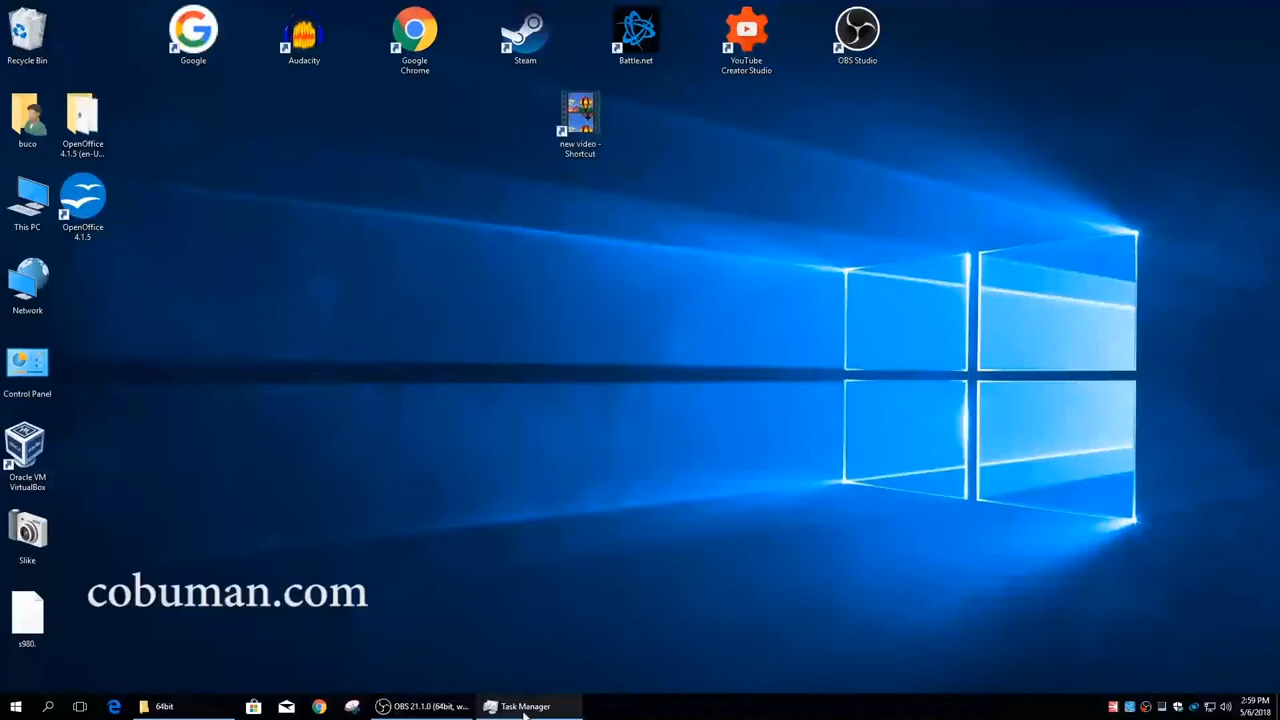 Recycle Bin
Google
Audacity
Google
Chrome
Steam
Battle.net
YouTube
Creator Studio
OBS Studio
buco
OpenOffice
4.1.5 (en-U...
new video -
Shortcut
This PC
OpenOffice
4.1.5
Network
Control Panel
Oracle VM
VirtualBox
Slike
cobuman.com
s980.
64bit
OBS 21.1.0 (64bit, w...
Task Manager
2:59 PM
5/6/2018